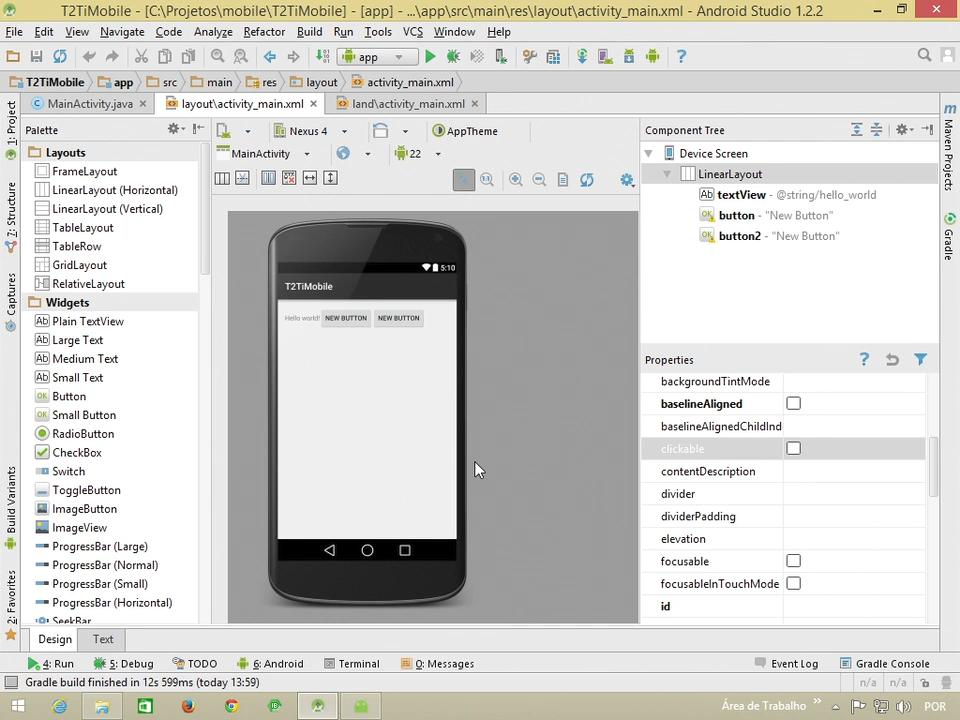 T2TiMobile - [C:\Projetos\mobile\T2TiMobile] - [app] - ...\app\src\main\res\layout\activity_main.xml - Android Studio 1.2.2
File Edit View Navigate Code Analyze Refactor Build Run Tools VCS Window Help
app
T2TiMobile app src main res layout activity_main.xml
MainActivity.java layout\activity_main.xml land\activity_main.xml
1: Project
7: Structure
Captures
Build Variants
2: Favorites
Palette
Layouts
FrameLayout
LinearLayout (Horizontal)
LinearLayout (Vertical)
TableLayout
TableRow
GridLayout
RelativeLayout
Widgets
Plain TextView
Large Text
Medium Text
Small Text
Button
Small Button
RadioButton
CheckBox
Switch
ToggleButton
ImageButton
ImageView
ProgressBar (Large)
ProgressBar (Normal)
ProgressBar (Small)
ProgressBar (Horizontal)
SeekBar
Nexus 4 AppTheme
MainActivity 22
5:10
T2TiMobile
Hello world! NEW BUTTON NEW BUTTON
Component Tree
Device Screen
LinearLayout
textView - @string/hello_world
button - "New Button"
button2 - "New Button"
Properties
backgroundTintMode
baselineAligned
baselineAlignedChildInd
clickable
contentDescription
divider
dividerPadding
elevation
focusable
focusableInTouchMode
id
Maven Projects
Gradle
Design Text
4: Run 5: Debug TODO 6: Android Terminal 0: Messages Event Log Gradle Console
Gradle build finished in 12s 599ms (today 13:59) n/a n/a
Área de Trabalho POR